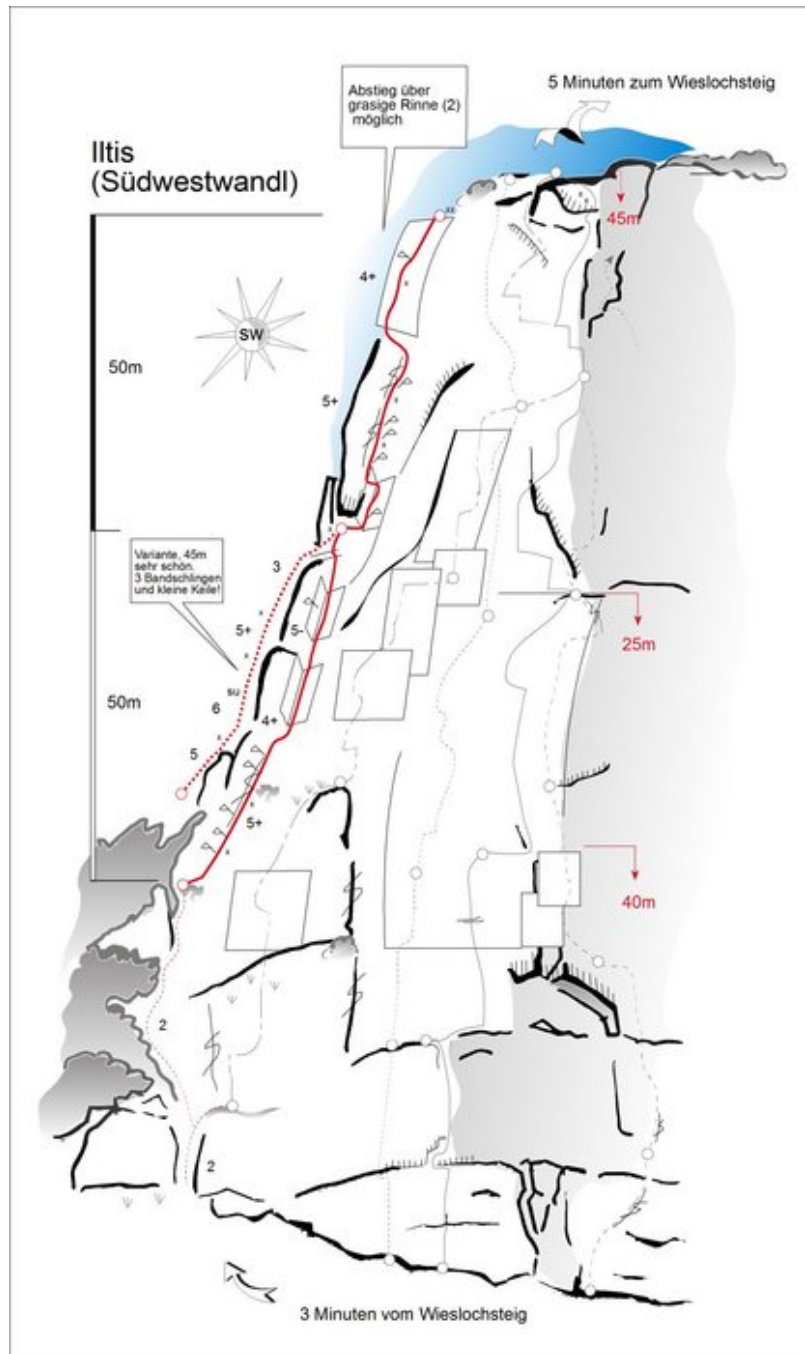 5 Minuten zum Wieslochsteig
Abstieg über
grasige Rinne (2)
möglich
Iltis
(Südwestwandl)
45m
4+
SW
50m
5+
Variante, 45m
sehr schön.
3 Bandschlingen
und kleine Keile!
3
5+
5-
25m
su
6
50m
4+
5
5+
40m
2
2
3 Minuten vom Wieslochsteig